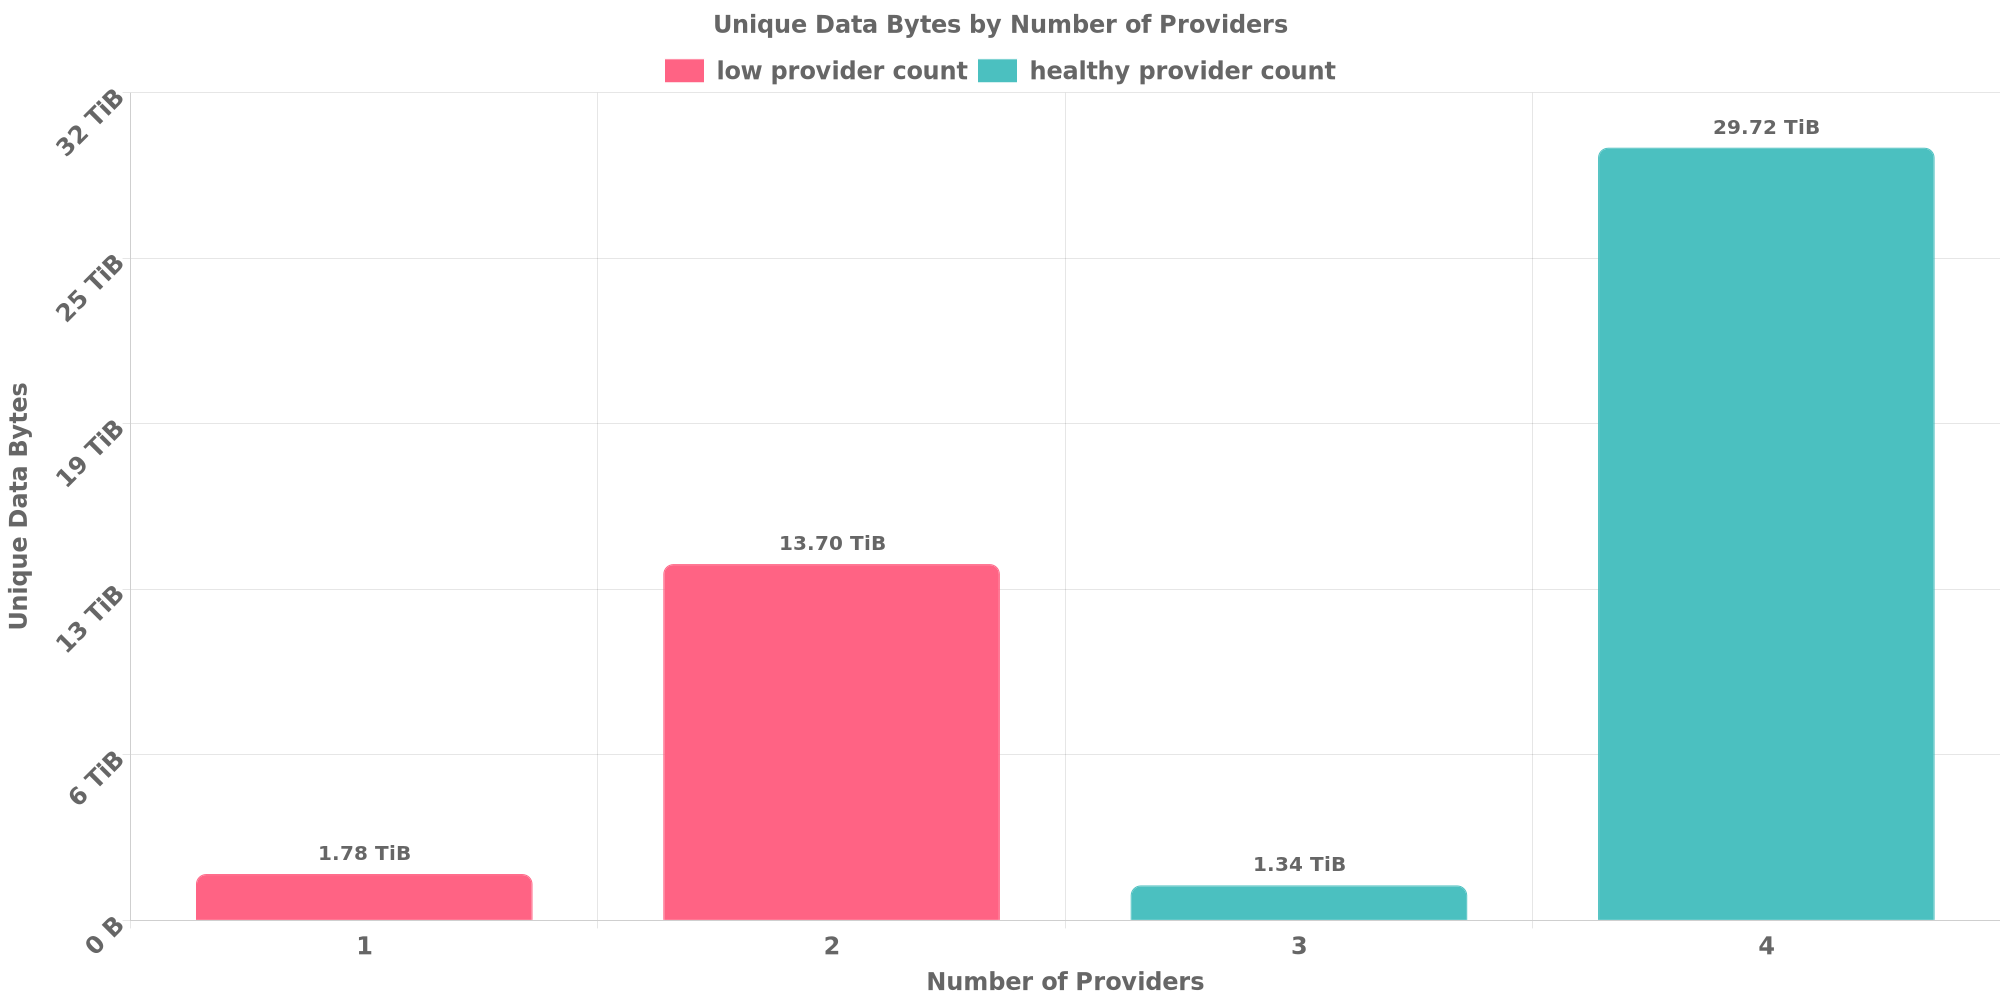 Unique Data Bytes by Number of Providers
low provider count healthy provider count
32 TiB
25 TiB
19 TiB
13 TiB
6 TiB
0 B
Unique Data Bytes
1.78 TiB
13.70 TiB
1.34 TiB
29.72 TiB
1 2 3 4
Number of Providers